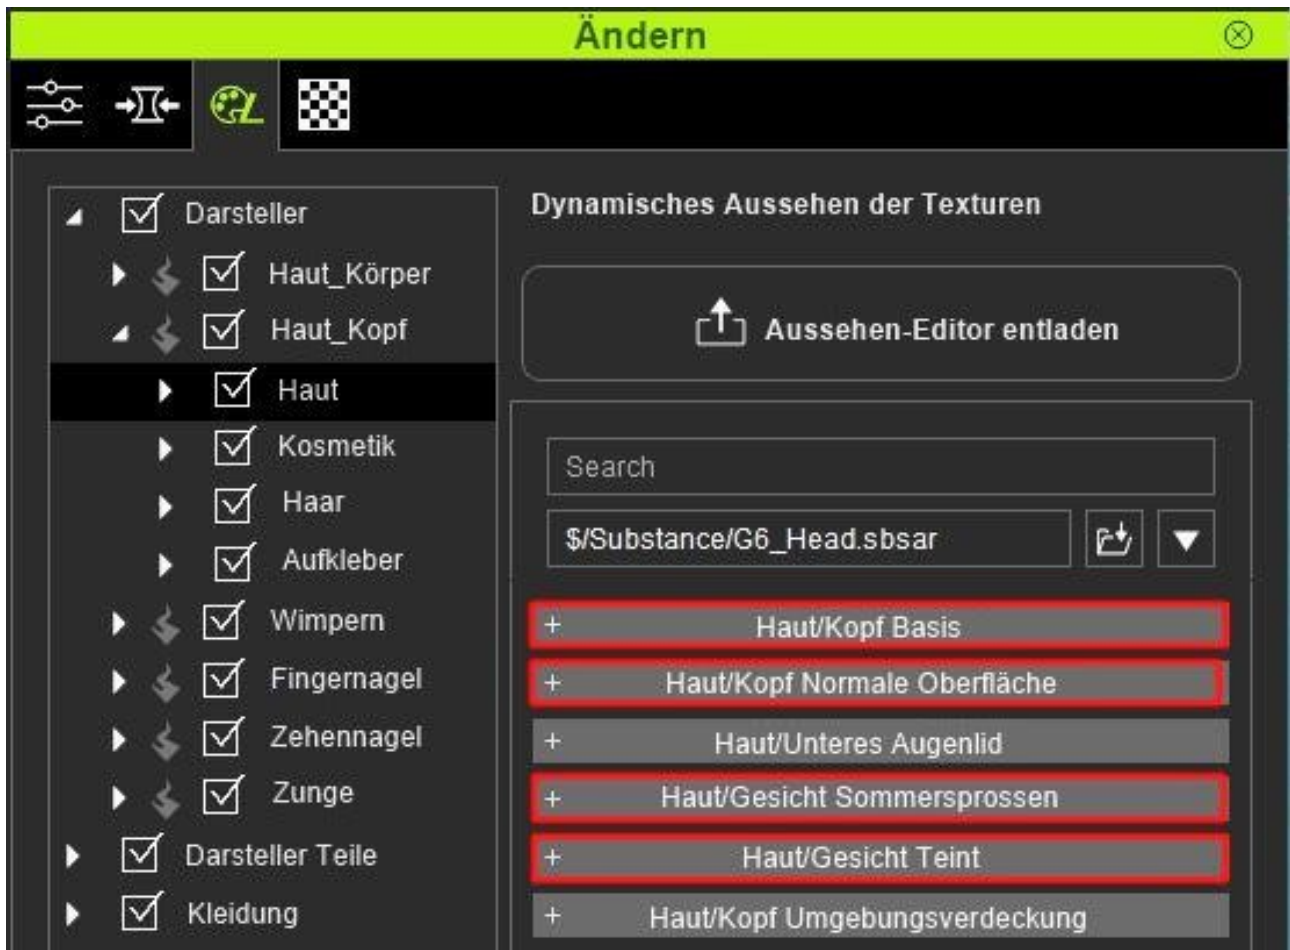 Ändern
Darsteller
Haut_Körper
Haut_Kopf
Haut
Kosmetik
Haar
Aufkleber
Wimpern
Fingernagel
Zehennagel
Zunge
Darsteller Teile
Kleidung
Dynamisches Aussehen der Texturen
Aussehen-Editor entladen
Search
$/Substance/G6_Head.sbsar
+ Haut/Kopf Basis
+ Haut/Kopf Normale Oberfläche
+ Haut/Unteres Augenlid
+ Haut/Gesicht Sommersprossen
+ Haut/Gesicht Teint
+ Haut/Kopf Umgebungsverdeckung